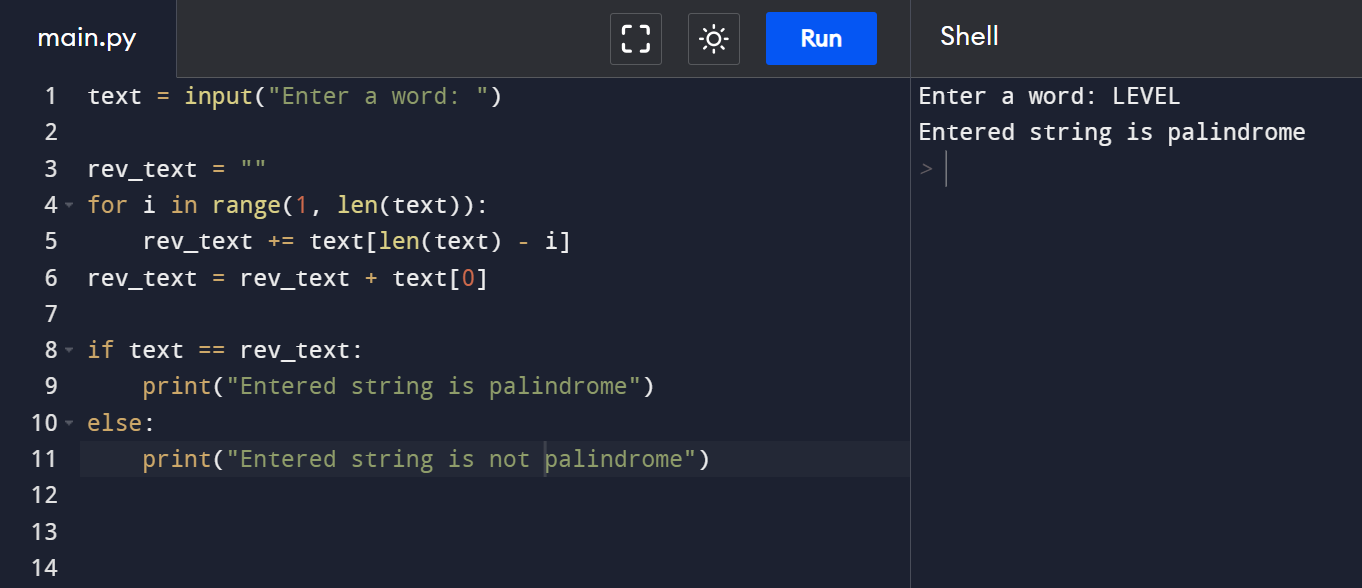 main.py
Run
Shell
1 text = input("Enter a word: ")
2
3 rev_text = ""
4 for i in range(1, len(text)):
5     rev_text += text[len(text) - i]
6 rev_text = rev_text + text[0]
7
8 if text == rev_text:
9     print("Entered string is palindrome")
10 else:
11     print("Entered string is not palindrome")
12
13
14
Enter a word: LEVEL
Entered string is palindrome
>